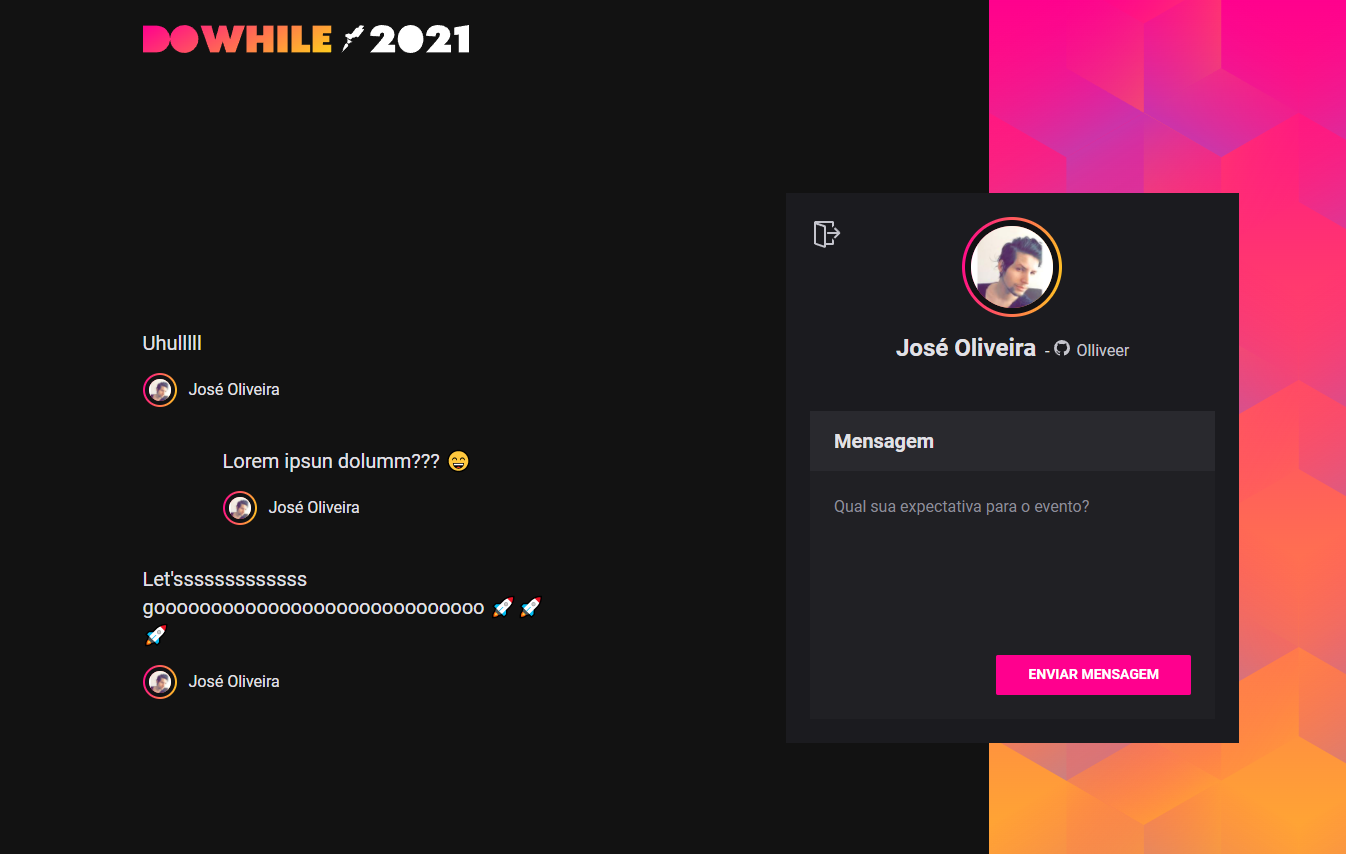 DOWHILE 2021
Uhulllll
José Oliveira
Lorem ipsun dolumm??? 😄
José Oliveira
Let'sssssssssssss
gooooooooooooooooooooooooooooo 🚀 🚀
🚀
José Oliveira
José Oliveira - Olliveer
Mensagem
Qual sua expectativa para o evento?
ENVIAR MENSAGEM